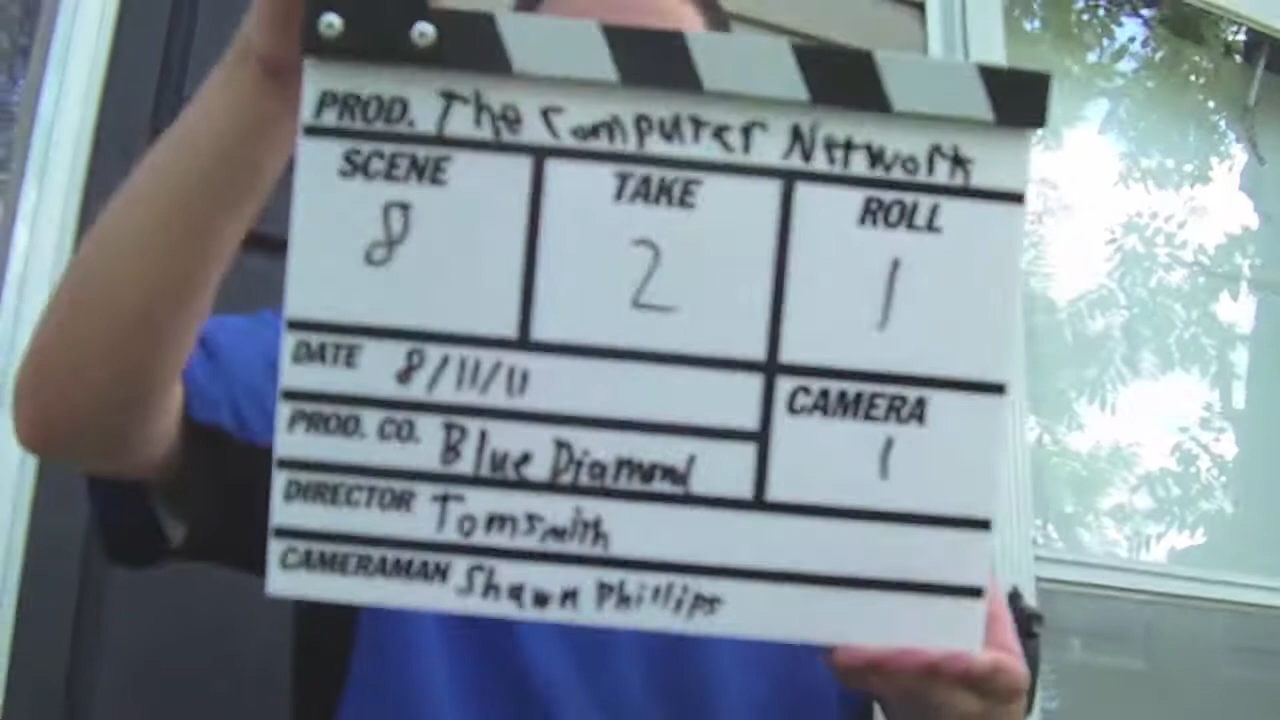 PROD. The Computer Network
SCENE TAKE ROLL
8 2 1
DATE 8/11/11
CAMERA
1
PROD. CO. Blue Diamond
DIRECTOR Tom Smith
CAMERAMAN Shawn Phillips